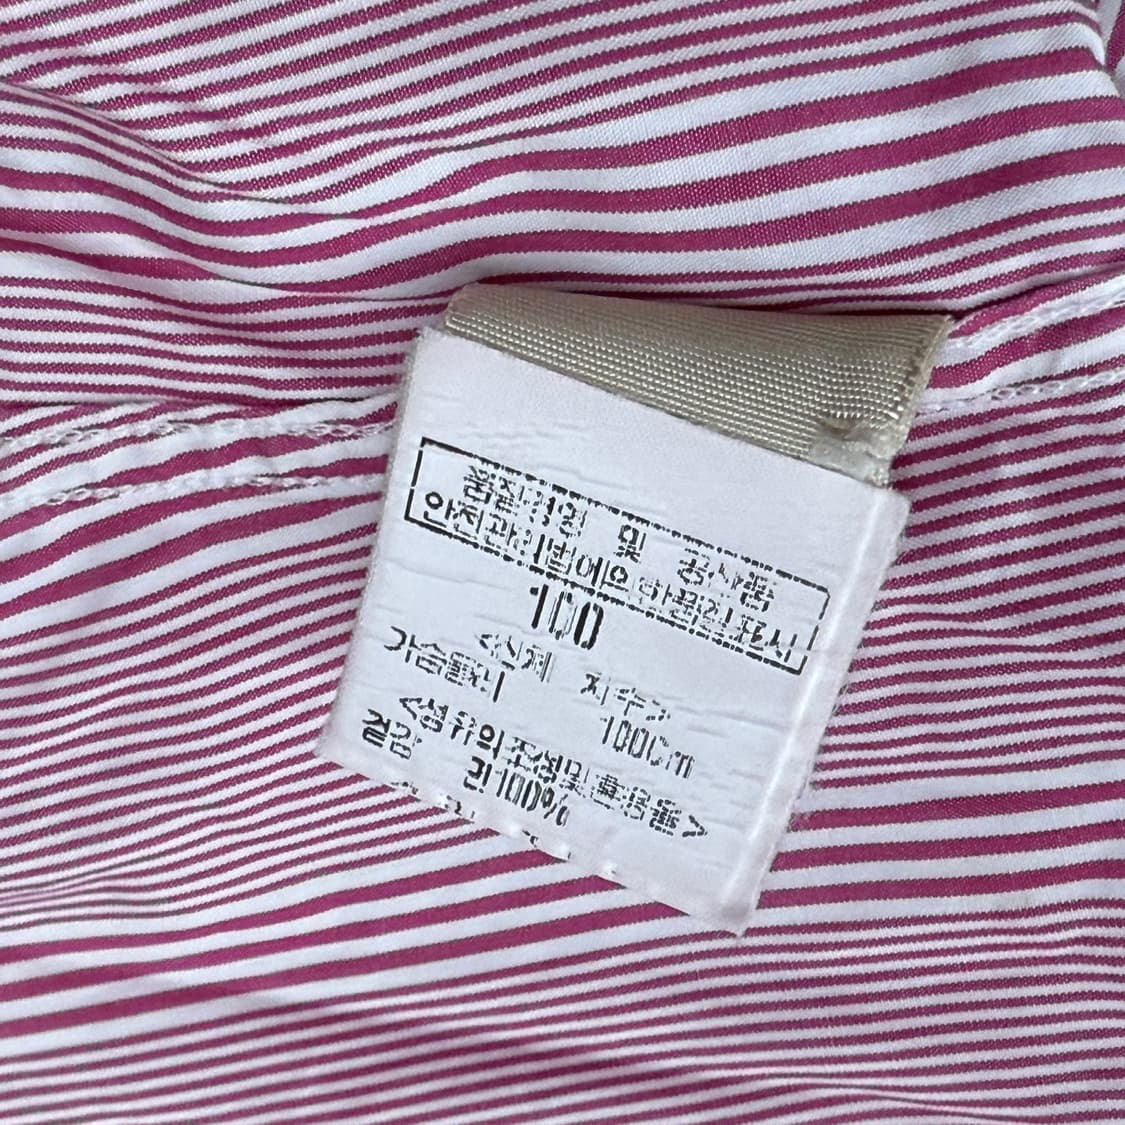 품질경영 및 공산품
안전관리법에의한품질표시
100
<신체 치수>
가슴둘레 100Cm
<섬유의조성및혼용율>
겉감 면100%